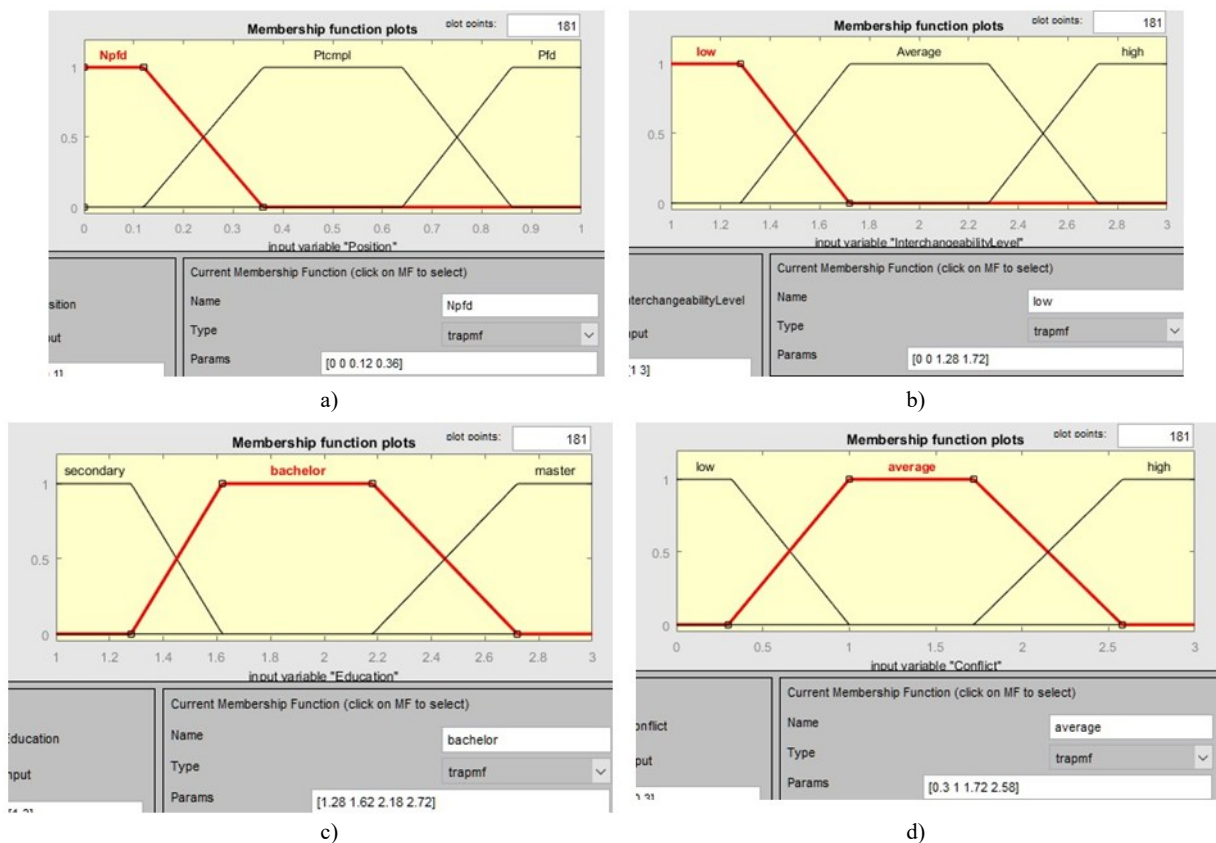 Membership function plots
plot points:
181
Npfd
Ptcmpl
Pfd
1
0.5
0
0 0.1 0.2 0.3 0.4 0.5 0.6 0.7 0.8 0.9 1
input variable "Position"
sition
Current Membership Function (click on MF to select)
Name
Npfd
Type
trapmf
Params
[0 0 0.12 0.36]
a)
Membership function plots
plot points:
181
low
Average
high
1
0.5
0
1 1.2 1.4 1.6 1.8 2 2.2 2.4 2.6 2.8 3
input variable "InterchangeabilityLevel"
nterchangeabilityLevel
nput
[1 3]
Current Membership Function (click on MF to select)
Name
low
Type
trapmf
Params
[0 0 1.28 1.72]
b)
Membership function plots
plot points:
181
secondary
bachelor
master
1
0.5
0
1 1.2 1.4 1.6 1.8 2 2.2 2.4 2.6 2.8 3
input variable "Education"
Education
nput
Current Membership Function (click on MF to select)
Name
bachelor
Type
trapmf
Params
[1.28 1.62 2.18 2.72]
c)
Membership function plots
plot points:
181
low
average
high
1
0.5
0
0 0.5 1 1.5 2 2.5 3
input variable "Conflict"
onflict
put
Current Membership Function (click on MF to select)
Name
average
Type
trapmf
Params
[0.3 1 1.72 2.58]
d)